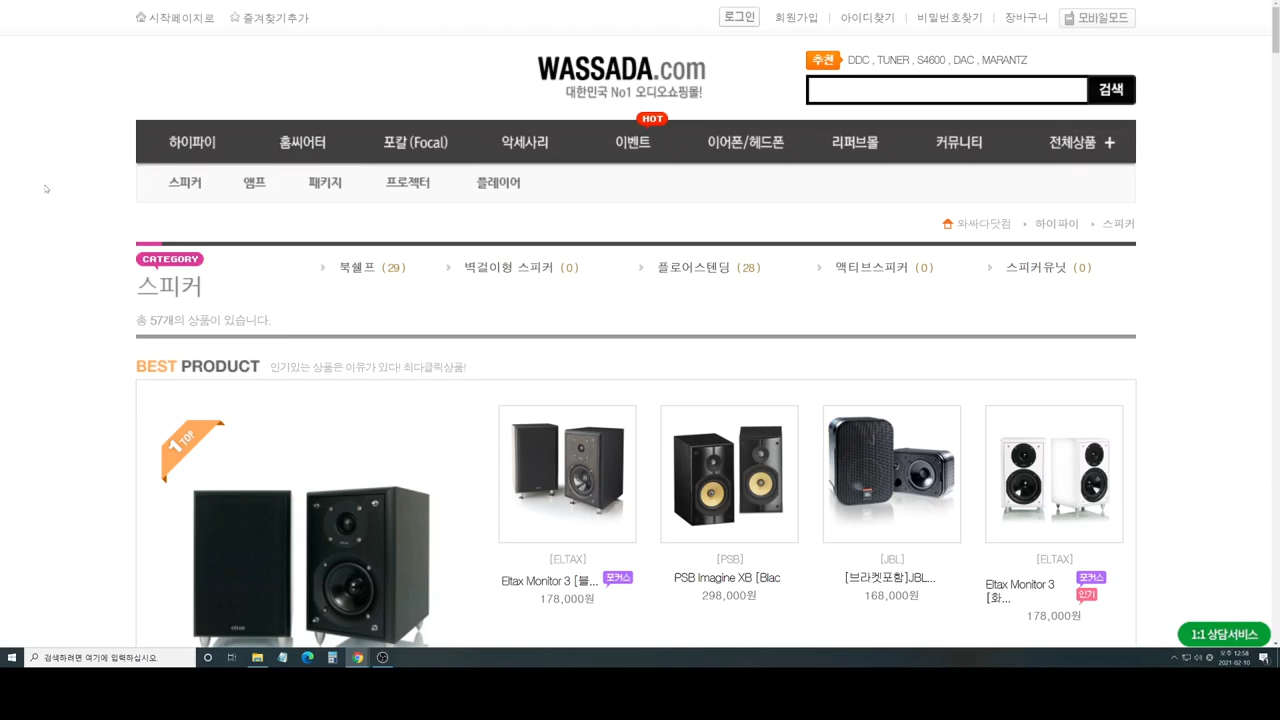 시작페이지로 즐겨찾기추가 로그인 회원가입 아이디찾기 비밀번호찾기 장바구니 모바일모드
WASSADA.com
대한민국 No1 오디오쇼핑몰!
추천 DDC , TUNER , S4600 , DAC , MARANTZ
검색
HOT
하이파이 홈씨어터 포칼 (Focal) 악세사리 이벤트 이어폰/헤드폰 리퍼브몰 커뮤니티 전체상품 +
스피커 앰프 패키지 프로젝터 플레이어
와싸다닷컴 하이파이 스피커
CATEGORY
북쉘프 (29) 벽걸이형 스피커 (0) 플로어스텐딩 (28) 액티브스피커 (0) 스피커유닛 (0)
스피커
총 57개의 상품이 있습니다.
BEST PRODUCT 인기있는 상품은 이유가 있다! 최다클릭상품!
1 TOP
eltax
[ELTAX] [PSB] [JBL] [ELTAX]
Eltax Monitor 3 [블... 포커스
178,000원
PSB Imagine XB [Blac
298,000원
[브라켓포함]JBL...
168,000원
Eltax Monitor 3 포커스
[화... 인기
178,000원
1:1 상담서비스
검색하려면 여기에 입력하십시오.
오후 12:58
2021-02-10